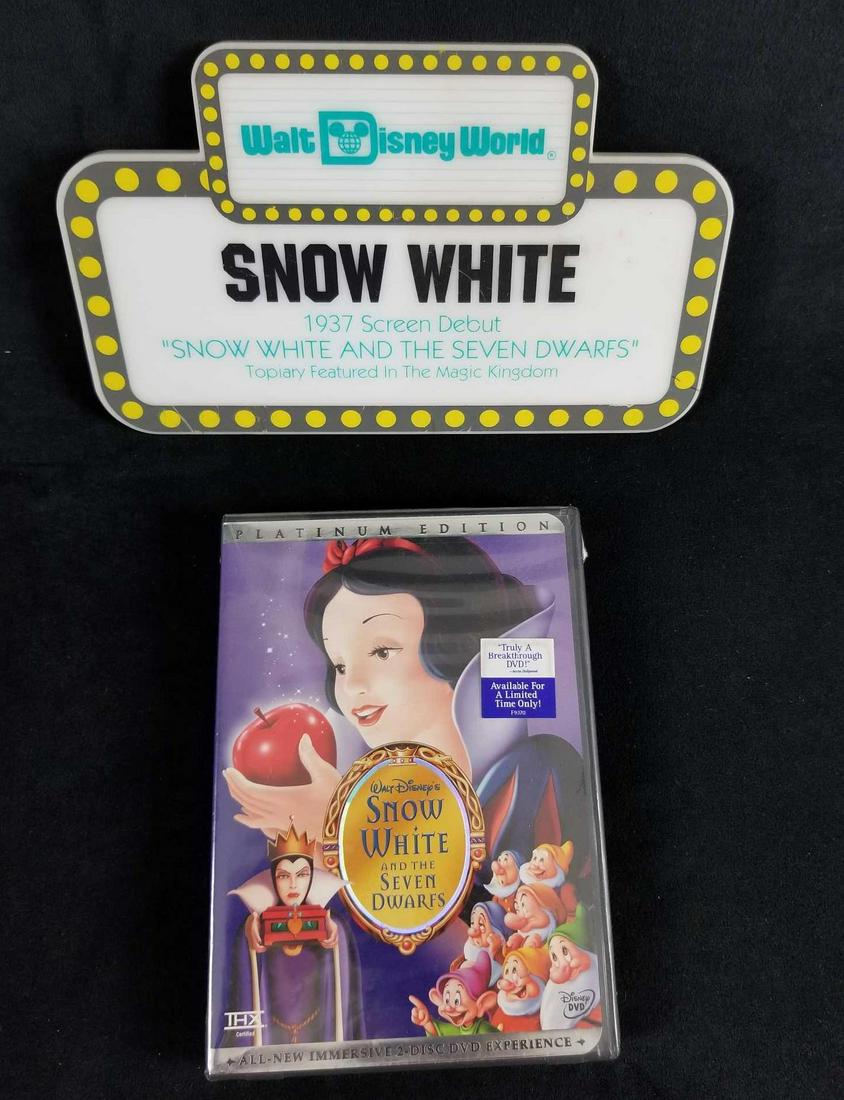 Walt Disney World®
SNOW WHITE
1937 Screen Debut
"SNOW WHITE AND THE SEVEN DWARFS"
Topiary Featured In The Magic Kingdom
PLATINUM EDITION
"Truly A
Breakthrough
DVD!"
Available For
A Limited
Time Only!
WALT DISNEY'S
SNOW
WHITE
AND THE
SEVEN
DWARFS
THX
Certified
DISNEY
DVD
ALL-NEW IMMERSIVE 2-DISC DVD EXPERIENCE